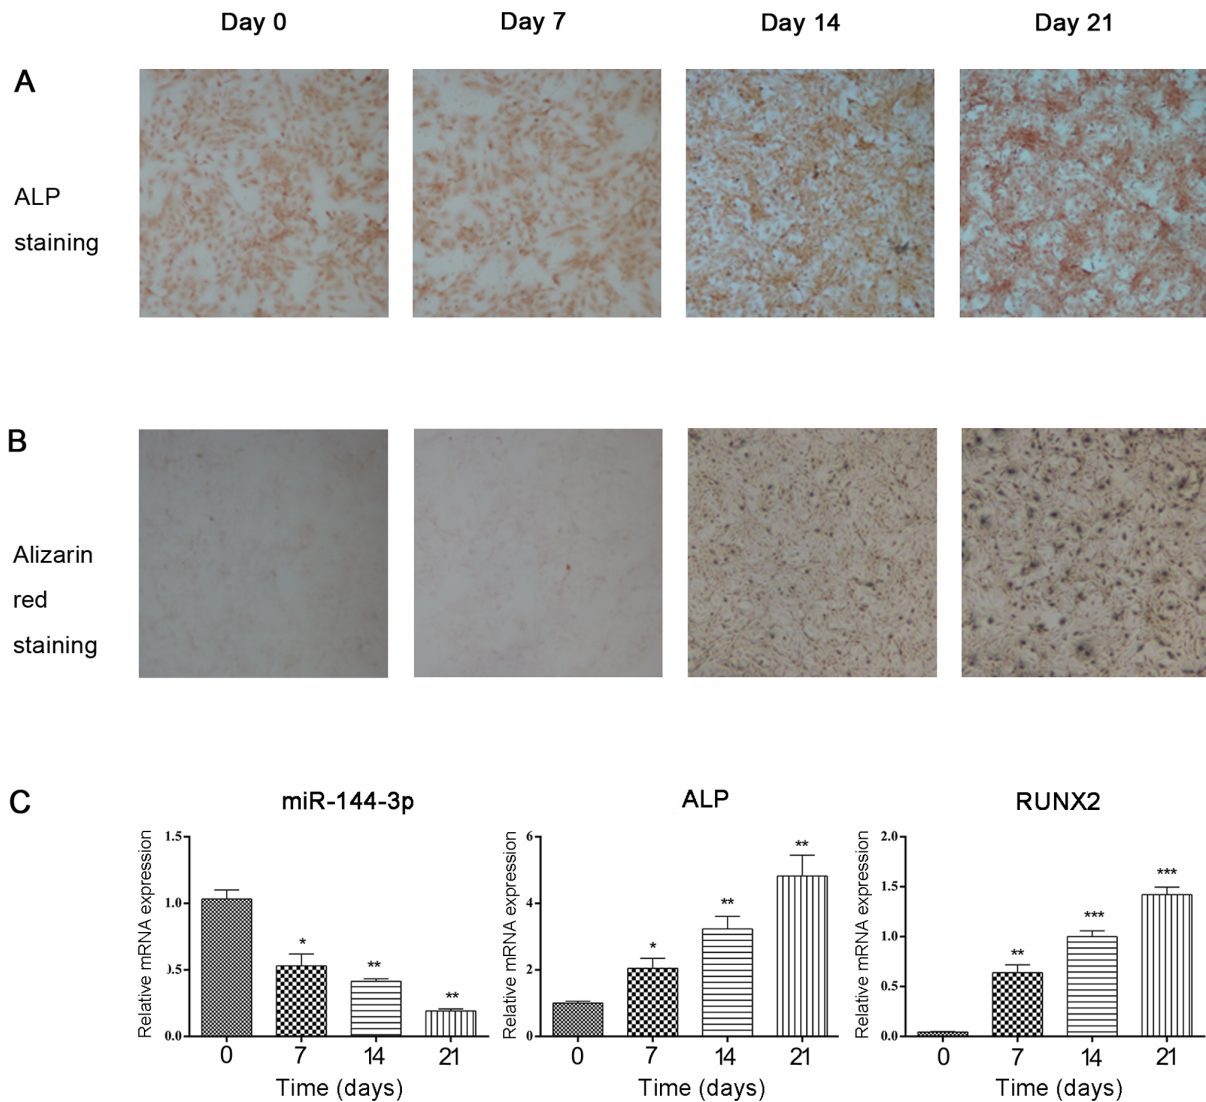 Day 0
Day 7
Day 14
Day 21
A
ALP
staining
B
Alizarin
red
staining
C
miR-144-3p
Relative mRNA expression
1.5
1.0
0.5
0.0
*
**
**
0
7
14
21
Time (days)
ALP
Relative mRNA expression
6
4
2
0
*
**
**
0
7
14
21
Time (days)
RUNX2
Relative mRNA expression
2.0
1.5
1.0
0.5
0.0
**
***
***
0
7
14
21
Time (days)